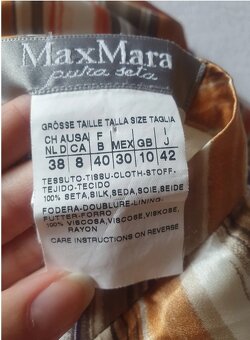 MaxMara
pura seta
GRÖSSE TAILLE TALLA SIZE TAGLIA
CH AUSA F I
NL D CA B MEX GB J
38 8 40 30 10 42
TESSUTO-TISSU-CLOTH-STOFF-
TEJIDO-TECIDO
100% SETA,SILK,SEDA,SOIE,SEIDE,
FODERA-DOUBLURE-LINING-
FUTTER-FORRO
100% VISCOSA,VISCOSE,RAYON,
VISKOSE
CARE INSTRUCTIONS ON REVERSE